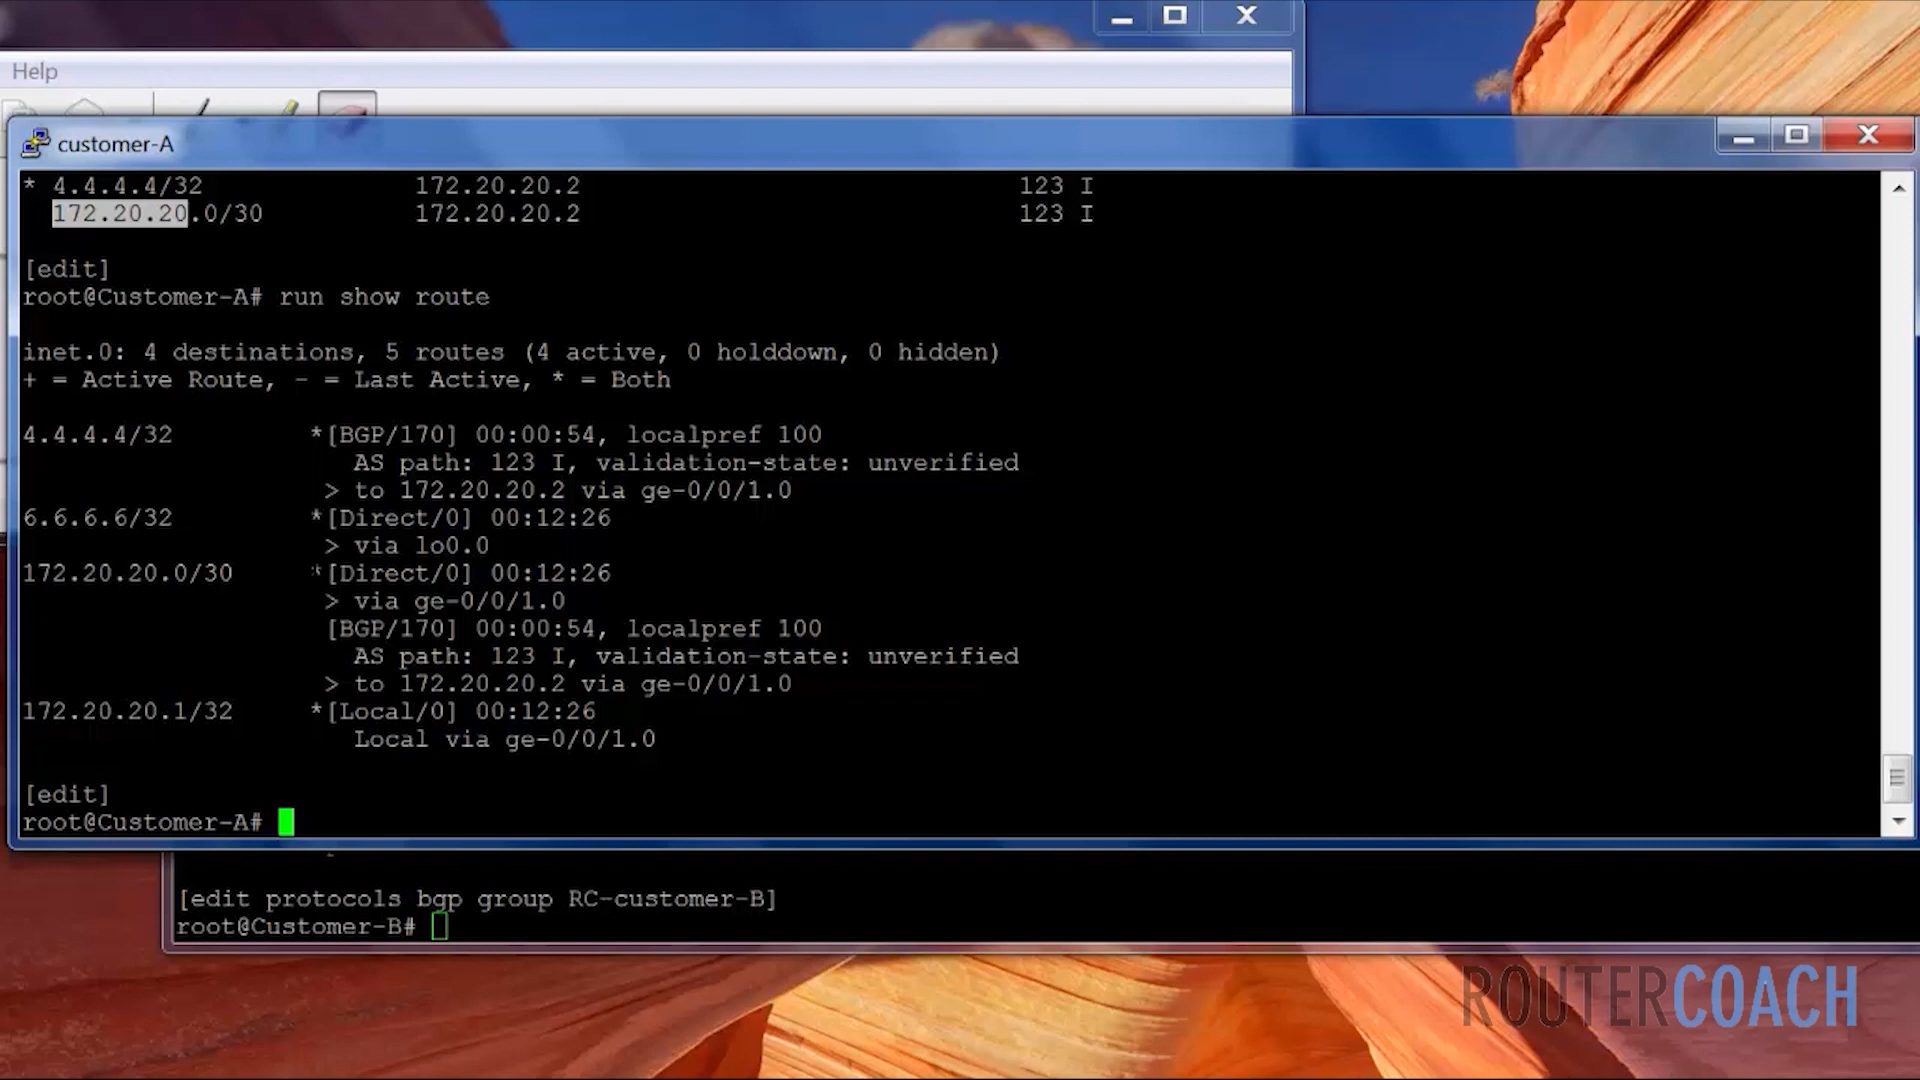 Help
customer-A
* 4.4.4.4/32 172.20.20.2 123 I
172.20.20.0/30 172.20.20.2 123 I
[edit]
root@Customer-A# run show route
inet.0: 4 destinations, 5 routes (4 active, 0 holddown, 0 hidden)
+ = Active Route, - = Last Active, * = Both
4.4.4.4/32 *[BGP/170] 00:00:54, localpref 100
AS path: 123 I, validation-state: unverified
> to 172.20.20.2 via ge-0/0/1.0
6.6.6.6/32 *[Direct/0] 00:12:26
> via lo0.0
172.20.20.0/30 *[Direct/0] 00:12:26
> via ge-0/0/1.0
[BGP/170] 00:00:54, localpref 100
AS path: 123 I, validation-state: unverified
> to 172.20.20.2 via ge-0/0/1.0
172.20.20.1/32 *[Local/0] 00:12:26
Local via ge-0/0/1.0
[edit]
root@Customer-A#
[edit protocols bgp group RC-customer-B]
root@Customer-B#
ROUTERCOACH